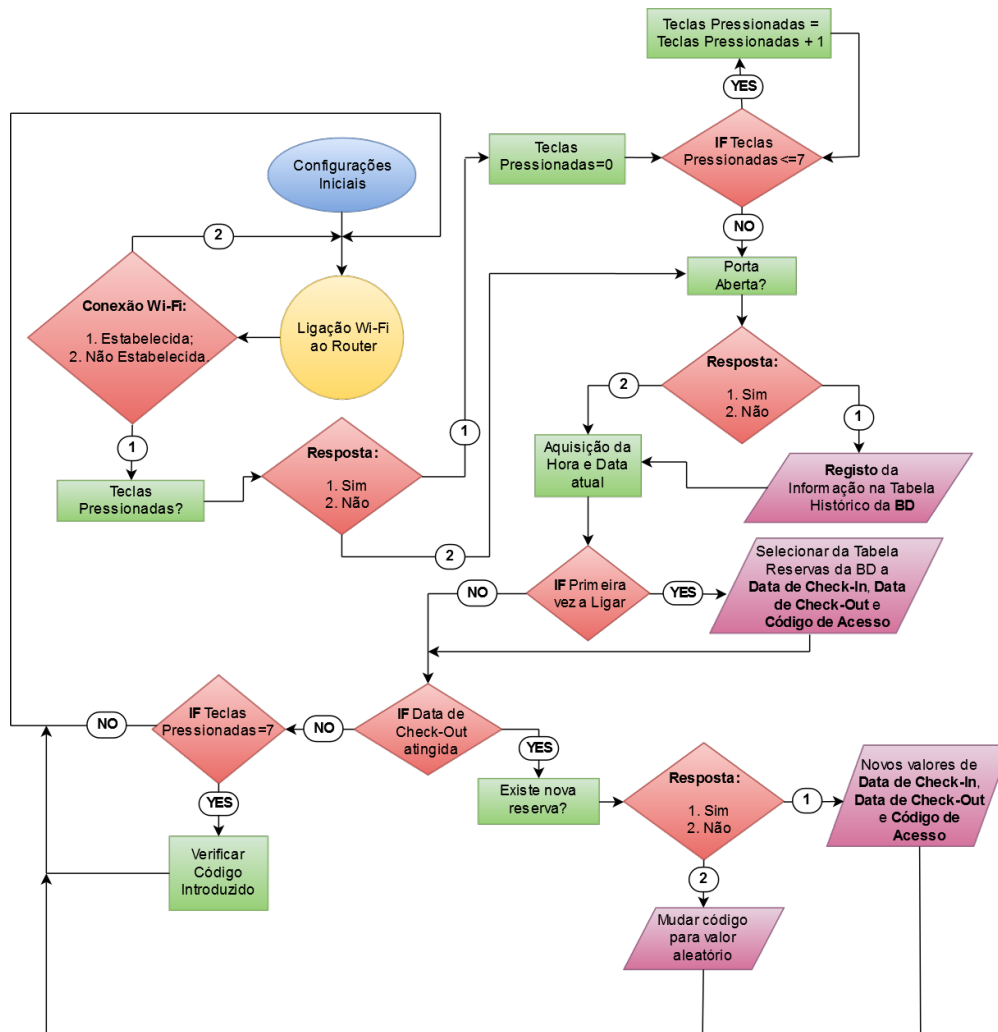 Teclas Pressionadas =
Teclas Pressionadas + 1
YES
IF Teclas
Pressionadas<=7
Teclas
Pressionadas=0
NO
Configurações
Iniciais
2
Conexão Wi-Fi:
1. Estabelecida;
2. Não Estabelecida.
Ligação Wi-Fi
ao Router
Porta
Aberta?
Resposta:
1. Sim
2. Não
2
1
1
Teclas
Pressionadas?
Resposta:
1. Sim
2. Não
1
2
Aquisição da
Hora e Data
atual
Registo da
Informação na Tabela
Histórico da BD
IF Primeira
vez a Ligar
NO
YES
Selecionar da Tabela
Reservas da BD a
Data de Check-In, Data
de Check-Out e
Código de Acesso
IF Data de
Check-Out
atingida
NO
IF Teclas
Pressionadas=7
NO
YES
Verificar
Código
Introduzido
YES
Existe nova
reserva?
Resposta:
1. Sim
2. Não
1
Novos valores de
Data de Check-In,
Data de Check-Out
e Código de
Acesso
2
Mudar código
para valor
aleatório